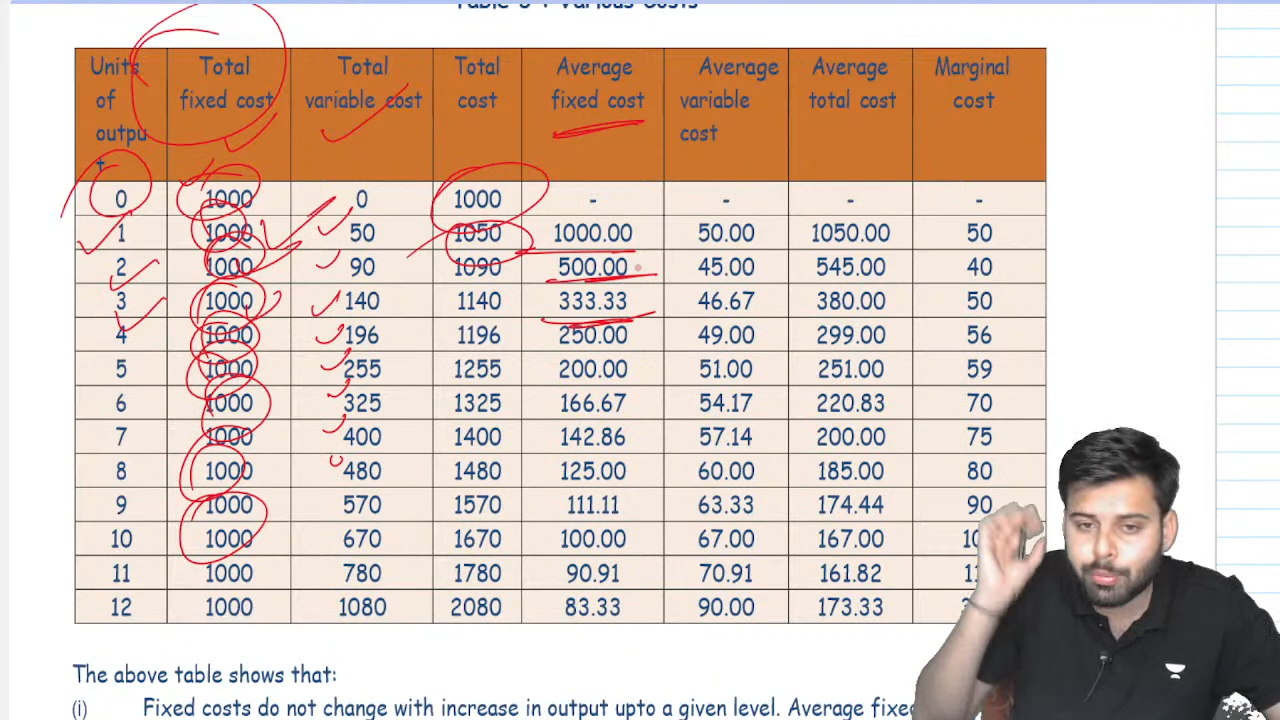 Units of outpu t | Total fixed cost | Total variable cost | Total cost | Average fixed cost | Average variable cost | Average total cost | Marginal cost
0 | 1000 | 0 | 1000 | - | - | - | -
1 | 1000 | 50 | 1050 | 1000.00 | 50.00 | 1050.00 | 50
2 | 1000 | 90 | 1090 | 500.00 | 45.00 | 545.00 | 40
3 | 1000 | 140 | 1140 | 333.33 | 46.67 | 380.00 | 50
4 | 1000 | 196 | 1196 | 250.00 | 49.00 | 299.00 | 56
5 | 1000 | 255 | 1255 | 200.00 | 51.00 | 251.00 | 59
6 | 1000 | 325 | 1325 | 166.67 | 54.17 | 220.83 | 70
7 | 1000 | 400 | 1400 | 142.86 | 57.14 | 200.00 | 75
8 | 1000 | 480 | 1480 | 125.00 | 60.00 | 185.00 | 80
9 | 1000 | 570 | 1570 | 111.11 | 63.33 | 174.44 | 90
10 | 1000 | 670 | 1670 | 100.00 | 67.00 | 167.00
11 | 1000 | 780 | 1780 | 90.91 | 70.91 | 161.82
12 | 1000 | 1080 | 2080 | 83.33 | 90.00 | 173.33
The above table shows that:
(i) Fixed costs do not change with increase in output upto a given level. Average